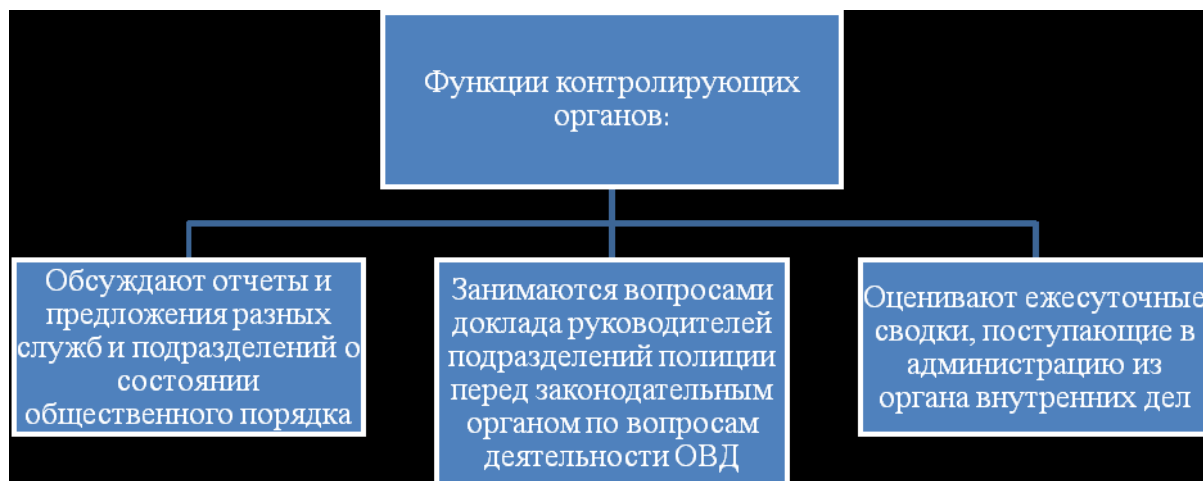 Функции контролирующих
органов:
Обсуждают отчеты и
предложения разных
служб и подразделений о
состоянии
общественного порядка
Занимаются вопросами
доклада руководителей
подразделений полиции
перед законодательным
органом по вопросам
деятельности ОВД
Оценивают ежесуточные
сводки, поступающие в
администрацию из
органа внутренних дел